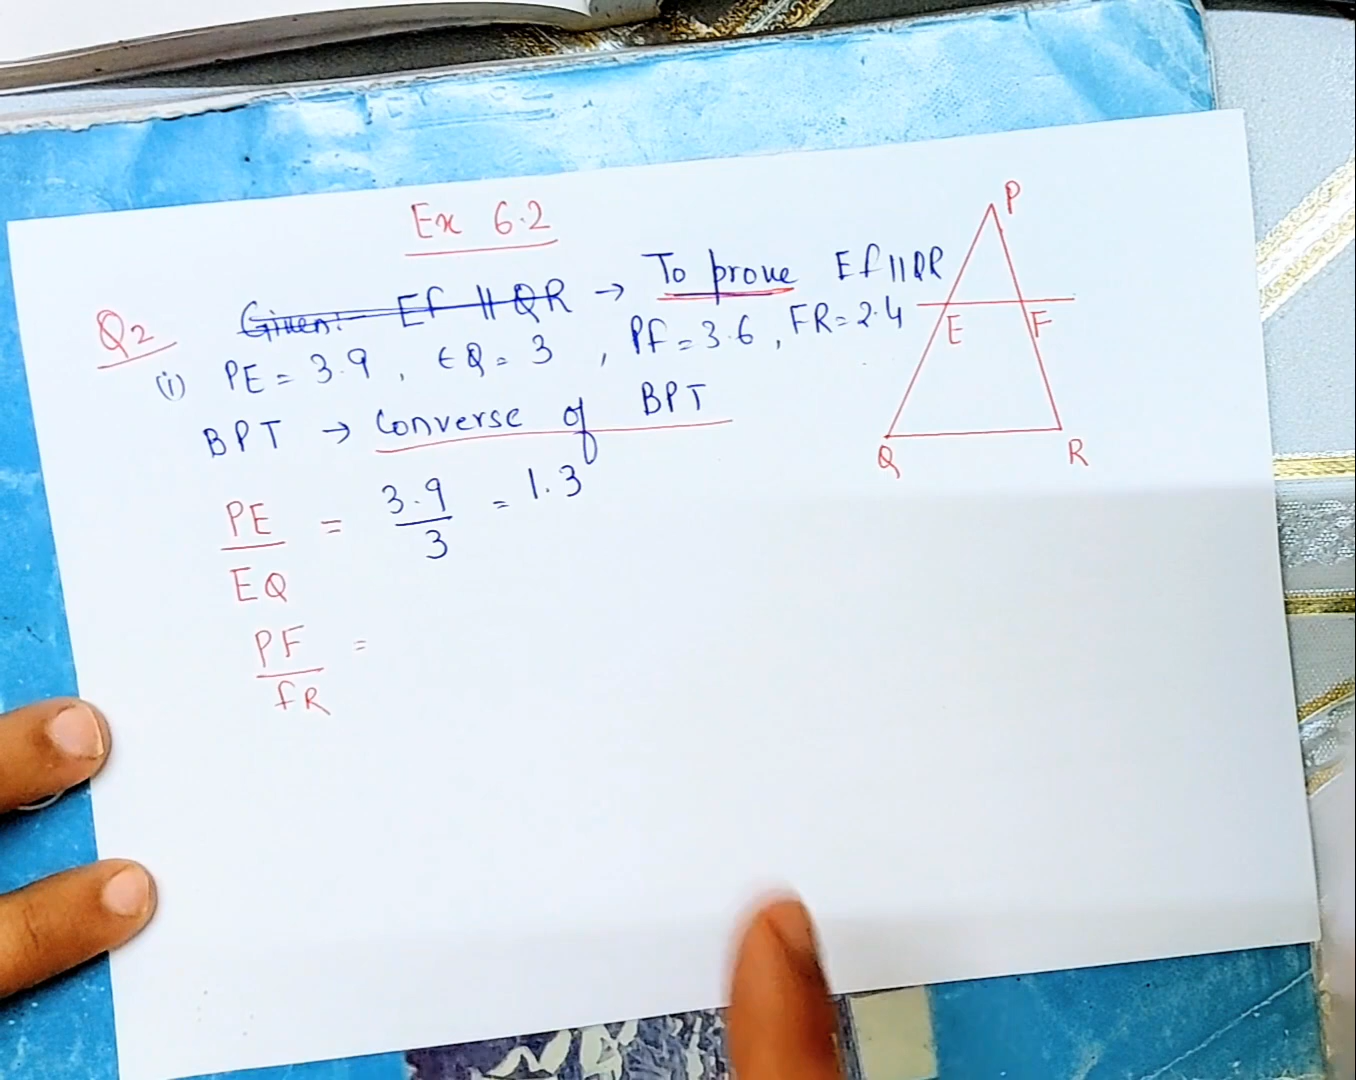 Ex 6.2
Q2 Given:- EF || QR → To prove EF || QR
(i) PE = 3.9, EQ = 3, PF = 3.6, FR = 2.4
BPT → Converse of BPT
PE/EQ = 3.9/3 = 1.3
PF/FR =
P
E F
Q R